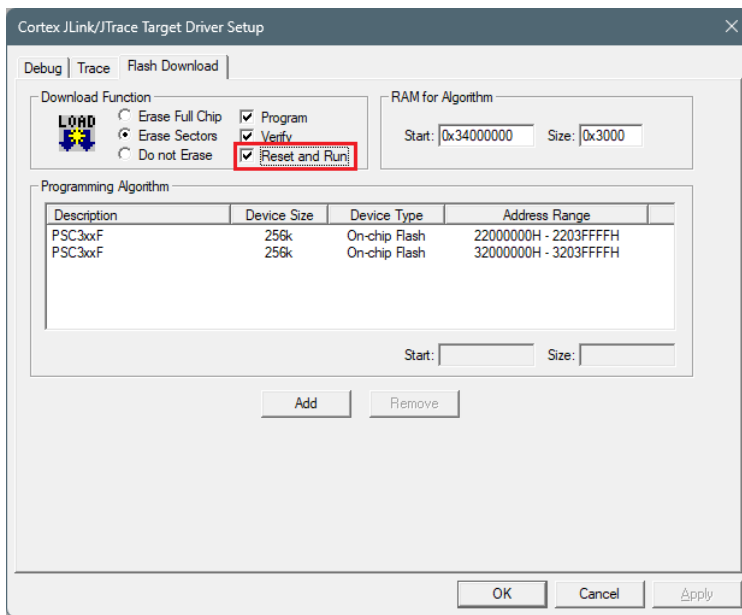 Cortex JLink/JTrace Target Driver Setup
Debug Trace Flash Download
Download Function
LOAD
Erase Full Chip
Erase Sectors
Do not Erase
Program
Verify
Reset and Run
RAM for Algorithm
Start: 0x34000000 Size: 0x3000
Programming Algorithm
Description Device Size Device Type Address Range
PSC3xxF 256k On-chip Flash 22000000H - 2203FFFFH
PSC3xxF 256k On-chip Flash 32000000H - 3203FFFFH
Start: Size:
Add Remove
OK Cancel Apply